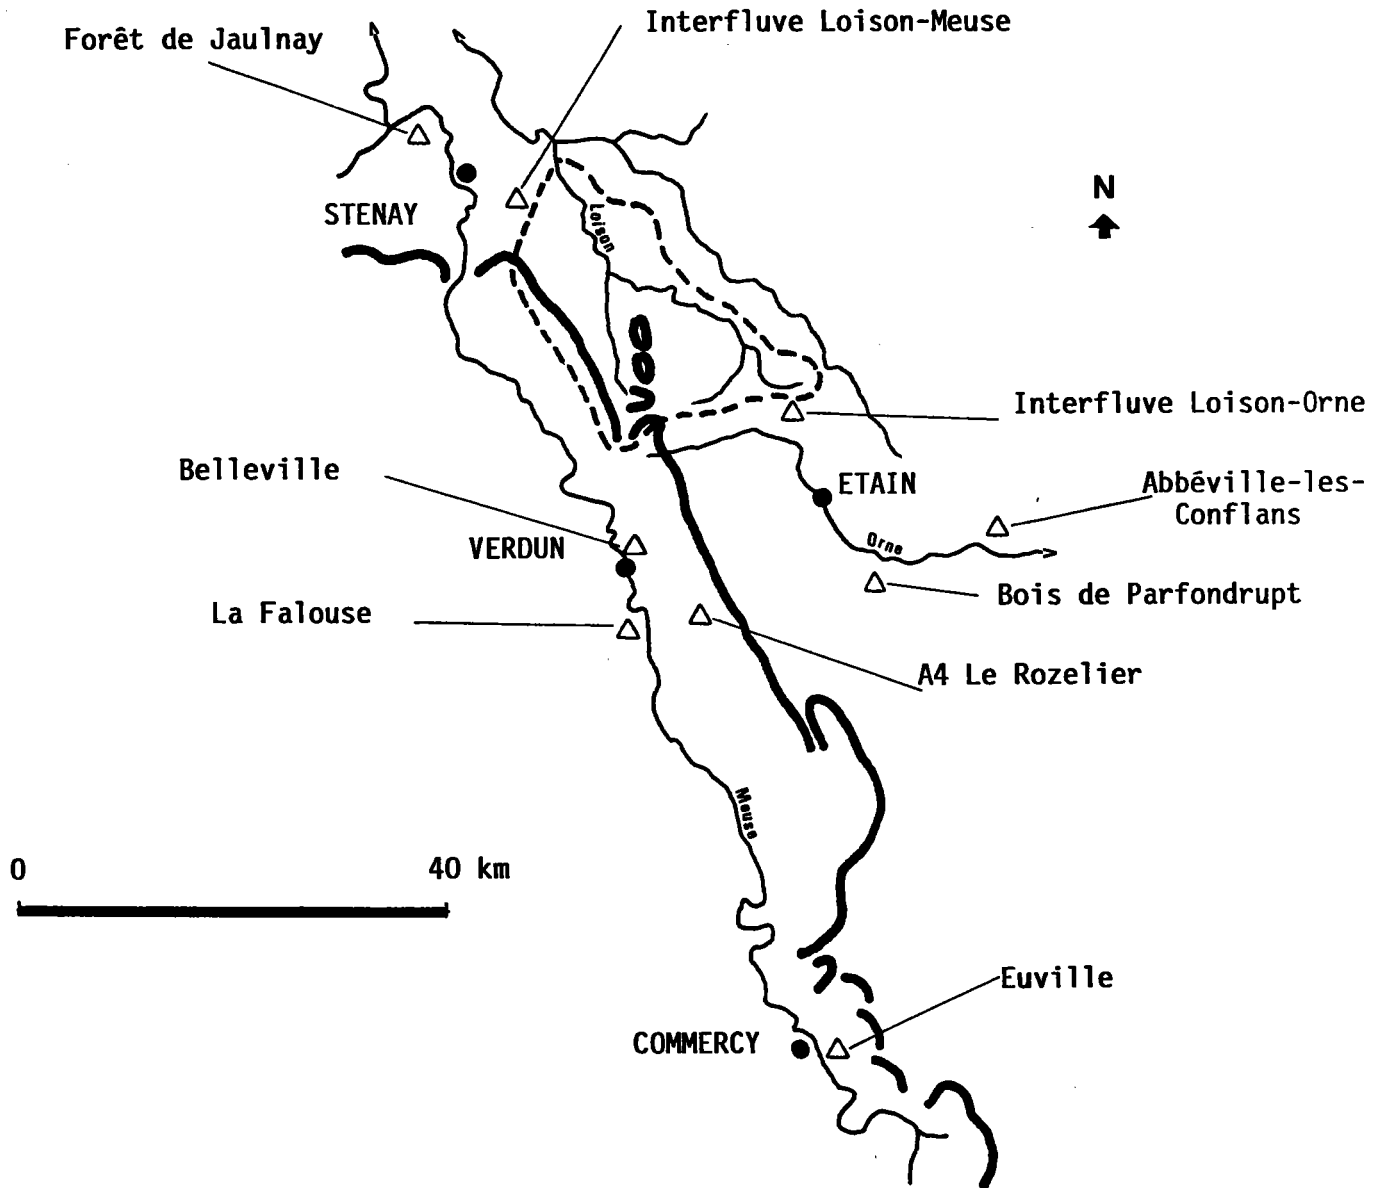 Interfluve Loison-Meuse
Forêt de Jaulnay
N
STENAY
Loison
Interfluve Loison-Orne
Belleville
ETAIN
Abbéville-les-
Conflans
VERDUN
Orne
Bois de Parfondrupt
La Falouse
A4 Le Rozelier
Meuse
0
40 km
Euville
COMMERCY